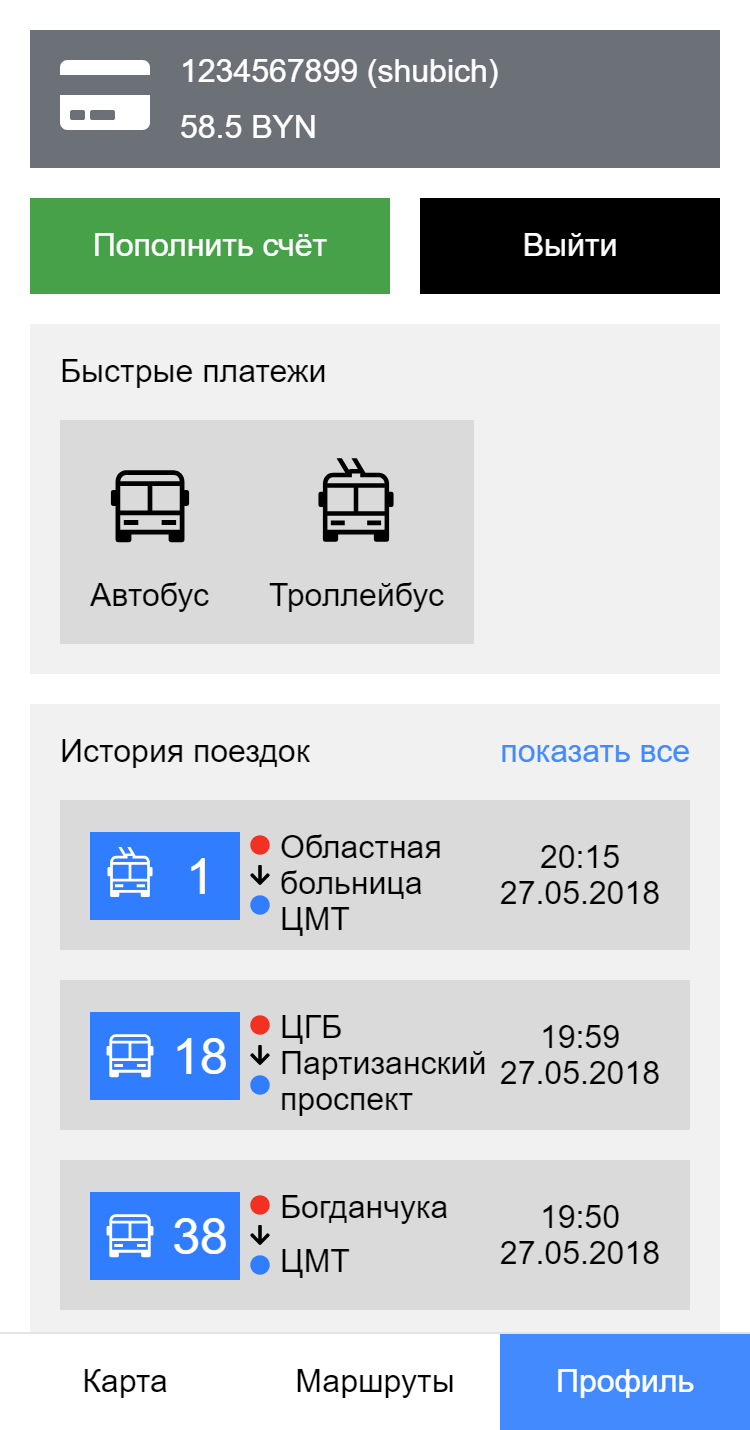 1234567899 (shubich)
58.5 BYN
Пополнить счёт
Выйти
Быстрые платежи
Автобус
Троллейбус
История поездок
показать все
1
Областная
больница
ЦМТ
20:15
27.05.2018
18
ЦГБ
Партизанский
проспект
19:59
27.05.2018
38
Богданчука
ЦМТ
19:50
27.05.2018
Карта
Маршруты
Профиль